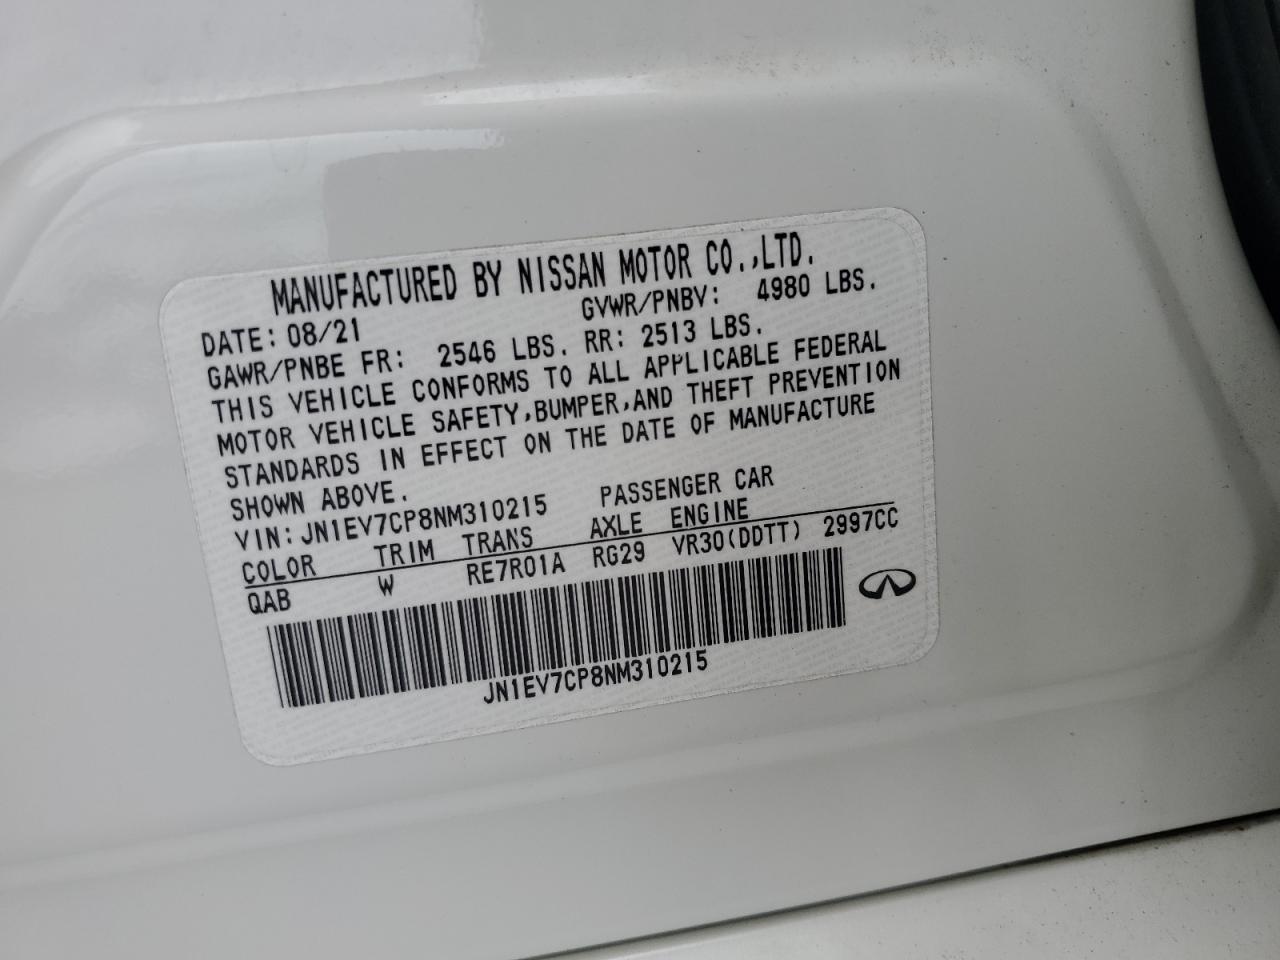 MANUFACTURED BY NISSAN MOTOR CO.,LTD.
DATE: 08/21 GVWR/PNBV: 4980 LBS.
GAWR/PNBE FR: 2546 LBS. RR: 2513 LBS.
THIS VEHICLE CONFORMS TO ALL APPLICABLE FEDERAL
MOTOR VEHICLE SAFETY,BUMPER,AND THEFT PREVENTION
STANDARDS IN EFFECT ON THE DATE OF MANUFACTURE
SHOWN ABOVE.
VIN: JN1EV7CP8NM310215 PASSENGER CAR
COLOR TRIM TRANS AXLE ENGINE
QAB W RE7R01A RG29 VR30(DDTT) 2997CC
JN1EV7CP8NM310215